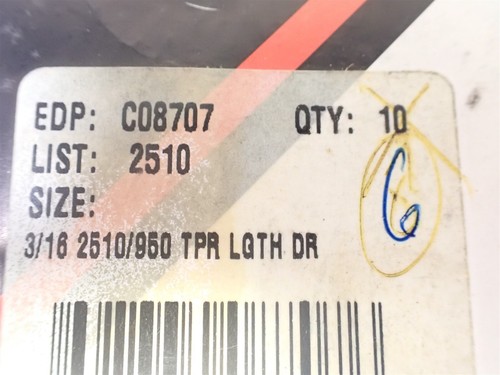 EDP: C08707 QTY: 10
LIST: 2510 6
SIZE:
3/16 2510/950 TPR LGTH DR